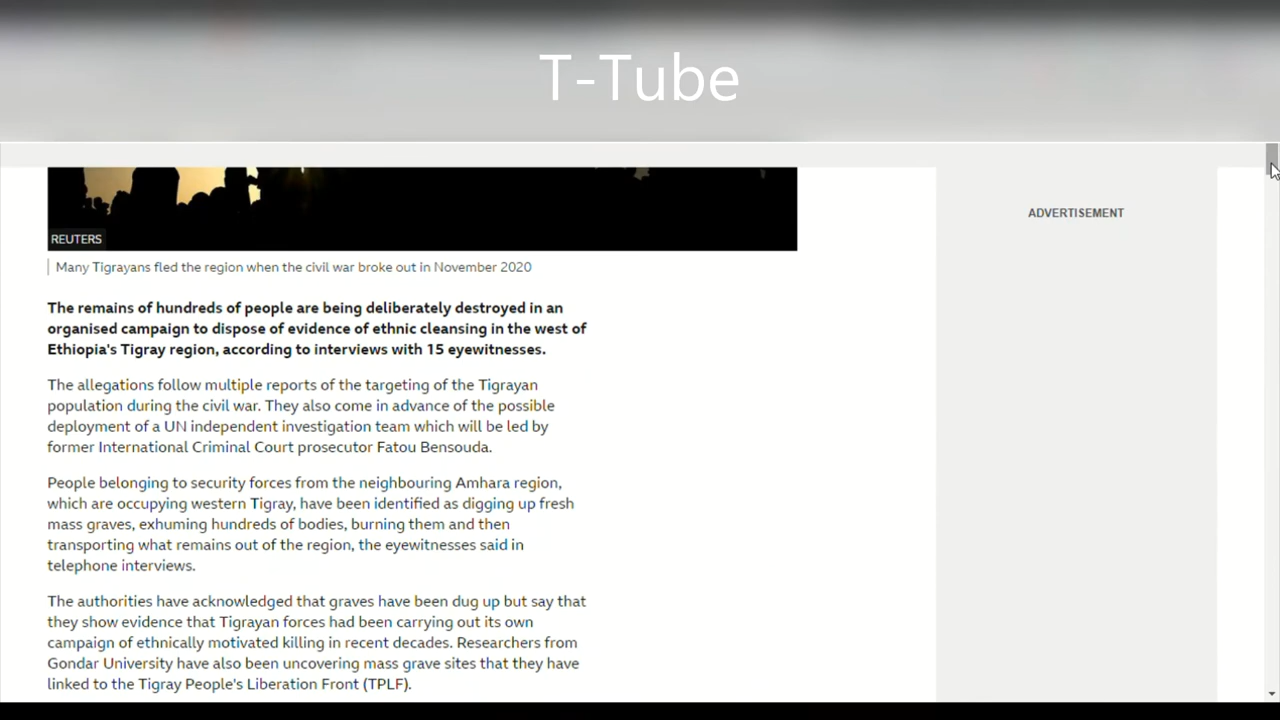 T-Tube
REUTERS
Many Tigrayans fled the region when the civil war broke out in November 2020
ADVERTISEMENT
The remains of hundreds of people are being deliberately destroyed in an
organised campaign to dispose of evidence of ethnic cleansing in the west of
Ethiopia's Tigray region, according to interviews with 15 eyewitnesses.
The allegations follow multiple reports of the targeting of the Tigrayan
population during the civil war. They also come in advance of the possible
deployment of a UN independent investigation team which will be led by
former International Criminal Court prosecutor Fatou Bensouda.
People belonging to security forces from the neighbouring Amhara region,
which are occupying western Tigray, have been identified as digging up fresh
mass graves, exhuming hundreds of bodies, burning them and then
transporting what remains out of the region, the eyewitnesses said in
telephone interviews.
The authorities have acknowledged that graves have been dug up but say that
they show evidence that Tigrayan forces had been carrying out its own
campaign of ethnically motivated killing in recent decades. Researchers from
Gondar University have also been uncovering mass grave sites that they have
linked to the Tigray People's Liberation Front (TPLF).